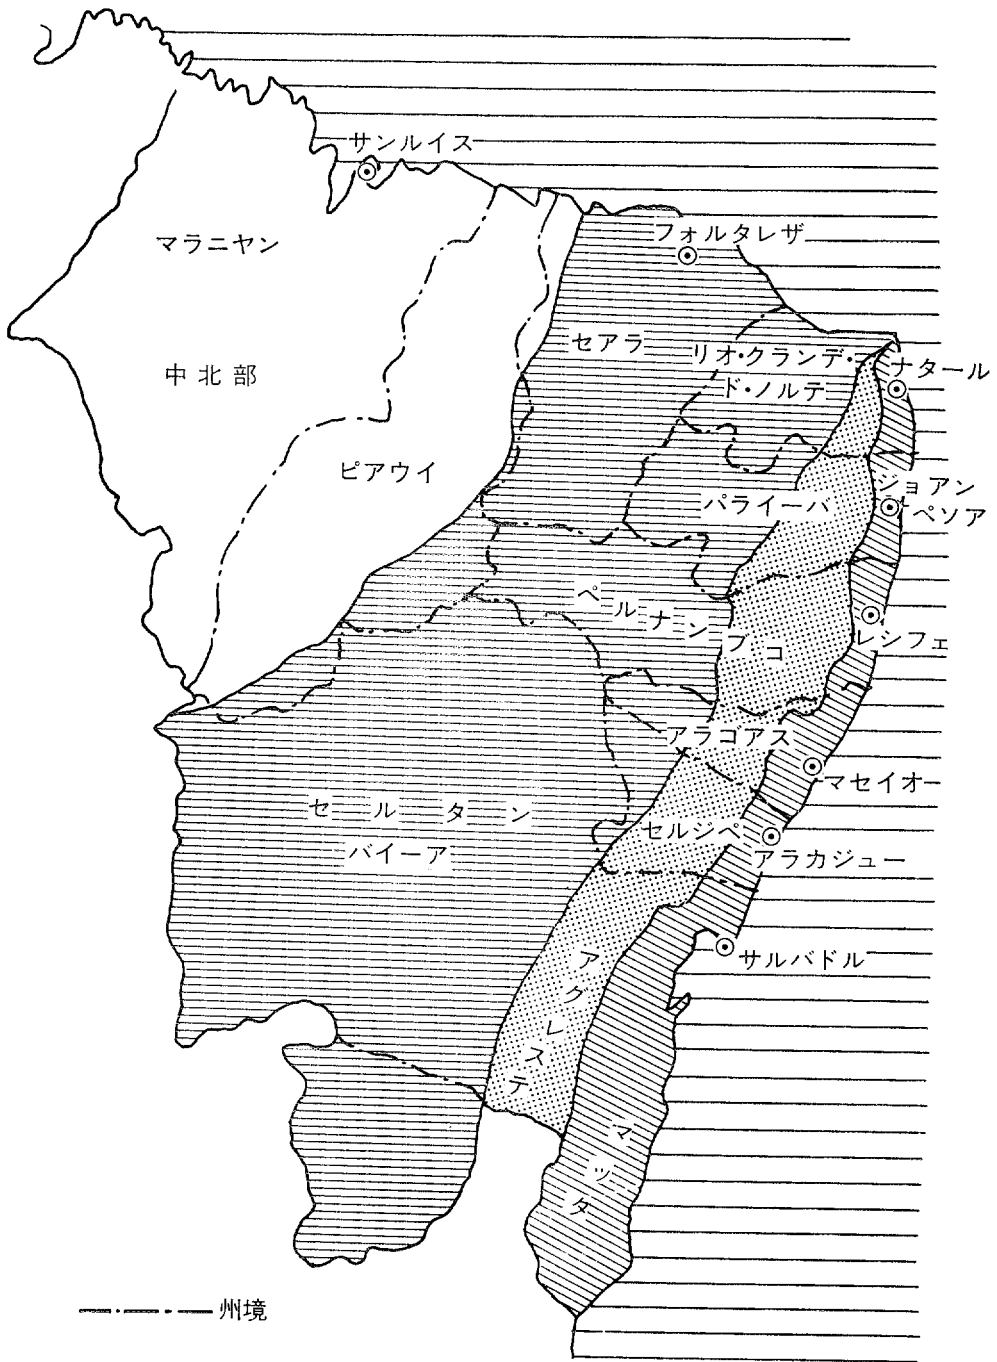 サンルイス
マラニヤン
フォルタレザ
セアラ
リオ・クランデ・
ド・ノルテ
ナタール
中北部
ピアウイ
パライーバ
ジョアン
ペソア
ペルナンブコ
レシフェ
アラゴアス
マセイオ
セルタン
バイーア
セルジペ
アラカジュー
サルバドル
アクレステ
マッタ
州境